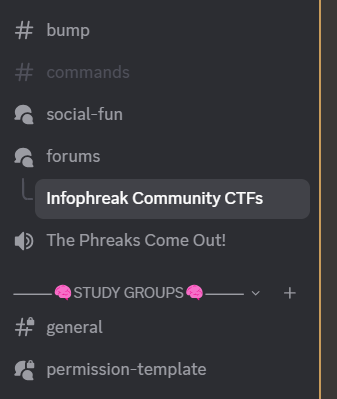 bump
commands
social-fun
forums
Infophreak Community CTFs
The Phreaks Come Out!
🧠STUDY GROUPS🧠
general
permission-template